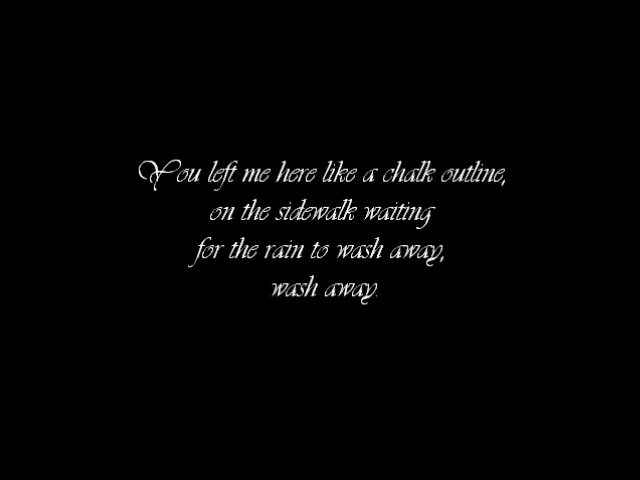 You left me here like a chalk outline,
on the sidewalk waiting
for the rain to wash away,
wash away.